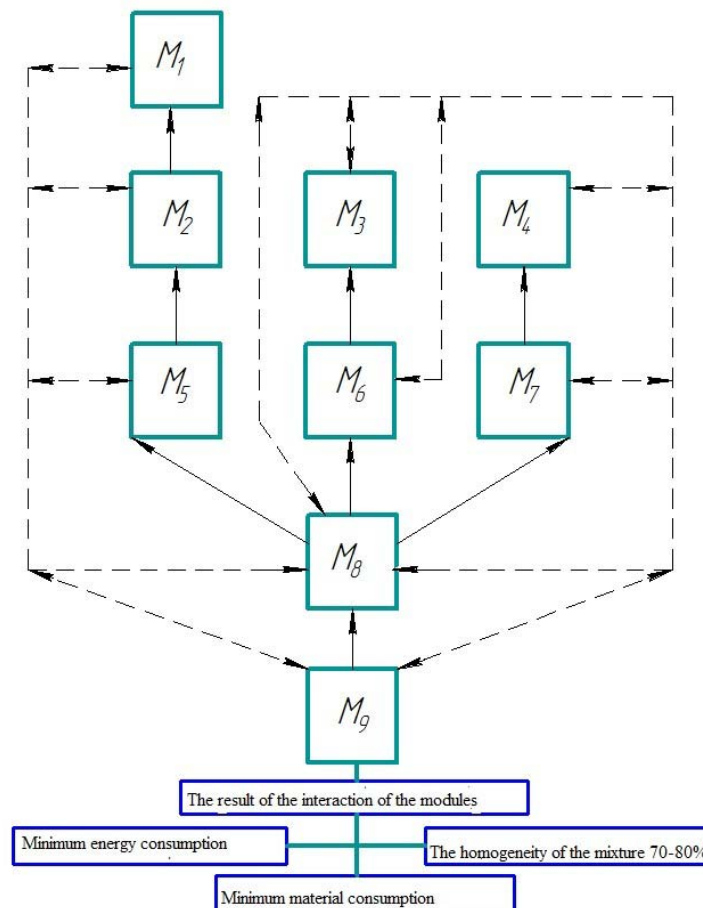 M1
M2
M3
M4
M5
M6
M7
M8
M9
The result of the interaction of the modules
Minimum energy consumption
The homogeneity of the mixture 70-80%
Minimum material consumption